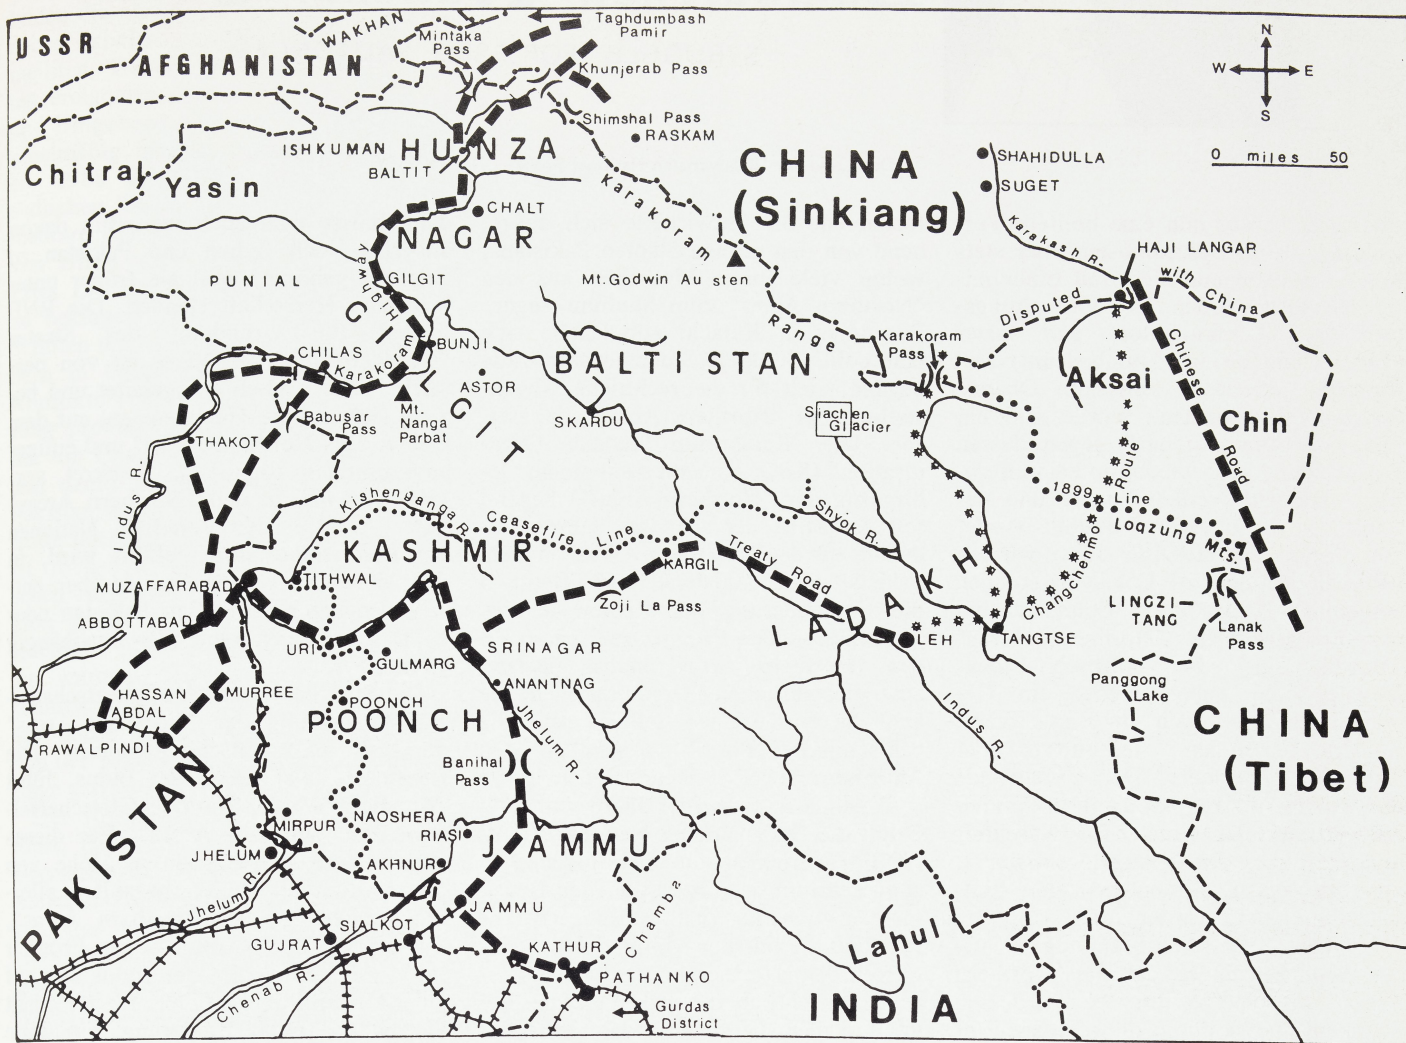 USSR
AFGHANISTAN
WAKHAN
Mintaka
Pass
Taghdumbash
Pamir
Khunjerab Pass
Shimshal Pass
RASKAM
N
W
E
S
0 miles 50
Chitral
Yasin
ISHKUMAN
HUNZA
BALTIT
CHALT
NAGAR
PUNIAL
GILGIT
Karakoram
Highway
GILGIT
BUNJI
CHILAS
ASTOR
Mt.
Nanga
Parbat
Babusar
Pass
THAKOT
Indus R.
Karakoram
Range
Mt.Godwin Au sten
CHINA
(Sinkiang)
SHAHIDULLA
SUGET
Karakash R.
HAJI LANGAR
Disputed
with
China
Karakoram
Pass
Aksai
Chin
Chinese
Road
BALTISTAN
SKARDU
Siachen
Glacier
1899 Line
Loqzung Mts.
Changchenmo
Route
LINGZI—
TANG
Lanak
Pass
Panggong
Lake
Kishenganga R.
Ceasefire Line
KASHMIR
Shyok R.
KARGIL
Treaty Road
Zoji La Pass
LADAKH
LEH
TANGTSE
Indus R.
MUZAFFARABAD
TITHWAL
ABBOTTABAD
URI
GULMARG
SRINAGAR
ANANTNAG
Jhelum R.
HASSAN
ABDAL
MURREE
RAWALPINDI
POONCH
POONCH
Banihal
Pass
PAKISTAN
MIRPUR
NAOSHERA
RIASI
JAMMU
JHELUM
AKHNUR
Jhelum R.
JAMMU
SIALKOT
GUJRAT
Chenab R.
KATHUR
PATHANKO
Gurdas
District
Chamba
Lahul
INDIA
CHINA
(Tibet)